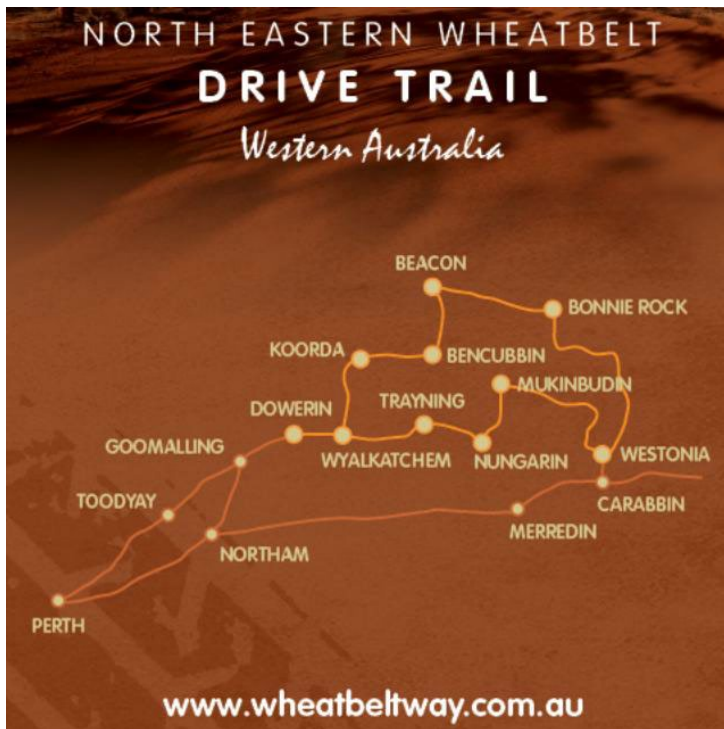 NORTH EASTERN WHEATBELT
DRIVE TRAIL
Western Australia
BEACON
BONNIE ROCK
KOORDA
BENCUBBIN
MUKINBUDIN
DOWERIN
TRAYNING
GOOMALLING
WYALKATCHEM
NUNGARIN
WESTONIA
TOODYAY
CARABBIN
MERREDIN
NORTHAM
PERTH
www.wheatbeltway.com.au